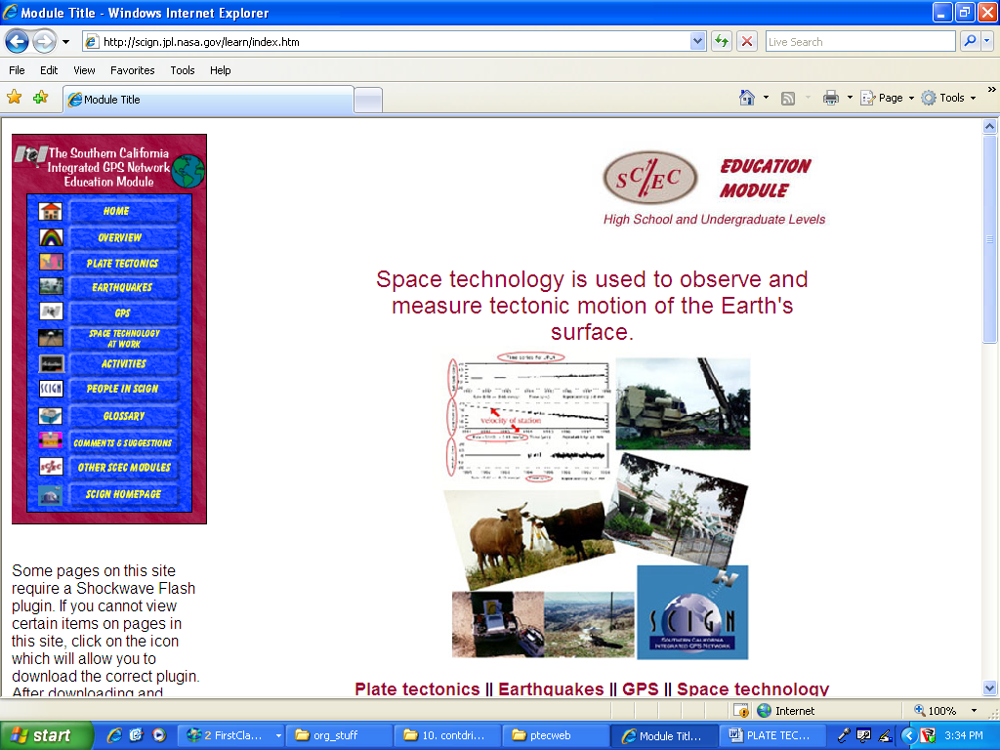 Module Title - Windows Internet Explorer
http://scign.jpl.nasa.gov/learn/index.htm
Live Search
File Edit View Favorites Tools Help
Module Title
Page Tools
The Southern California
Integrated GPS Network
Education Module
HOME
OVERVIEW
PLATE TECTONICS
EARTHQUAKES
GPS
SPACE TECHNOLOGY
AT WORK
ACTIVITIES
PEOPLE IN SCIGN
GLOSSARY
COMMENTS & SUGGESTIONS
OTHER SCEC MODULES
SCIGN HOMEPAGE
Some pages on this site
require a Shockwave Flash
plugin. If you cannot view
certain items on pages in
this site, click on the icon
which will allow you to
download the correct plugin.
After downloading and
SCEC
EDUCATION
MODULE
High School and Undergraduate Levels
Space technology is used to observe and
measure tectonic motion of the Earth's
surface.
velocity of station
SCIGN
SOUTHERN CALIFORNIA
INTEGRATED GPS NETWORK
Plate tectonics || Earthquakes || GPS || Space technology
Internet
100%
start
2 FirstCla...
org_stuff
10. contdri...
ptecweb
Module Titl...
PLATE TEC...
3:34 PM